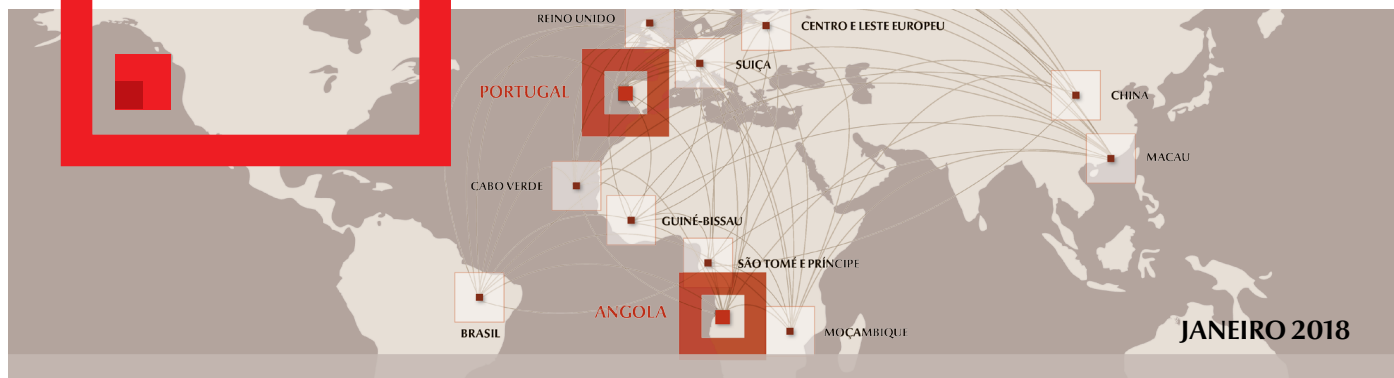 REINO UNIDO
CENTRO E LESTE EUROPEU
SUIÇA
PORTUGAL
CHINA
MACAU
CABO VERDE
GUINÉ-BISSAU
SÃO TOMÉ E PRÍNCIPE
ANGOLA
BRASIL
MOÇAMBIQUE
JANEIRO 2018